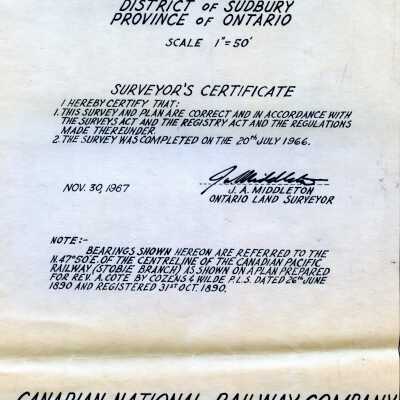 DISTRICT OF SUDBURY
PROVINCE OF ONTARIO
SCALE 1"=50'
SURVEYOR'S CERTIFICATE
I HEREBY CERTIFY THAT:
1. THIS SURVEY AND PLAN ARE CORRECT AND IN ACCORDANCE WITH
THE SURVEYS ACT AND THE REGISTRY ACT AND THE REGULATIONS
MADE THEREUNDER.
2. THE SURVEY WAS COMPLETED ON THE 20TH JULY 1966.
J. A. Middleton
NOV. 30, 1967
J. A. MIDDLETON
ONTARIO LAND SURVEYOR
NOTE:-
BEARINGS SHOWN HEREON ARE REFERRED TO THE
N.47°50'E. OF THE CENTRELINE OF THE CANADIAN PACIFIC
RAILWAY (STOBIE BRANCH) AS SHOWN ON A PLAN PREPARED
FOR REV. A. COTE BY COZENS & WILDE P.L.S. DATED 26TH JUNE
1890 AND REGISTERED 31ST OCT. 1890.
CANADIAN NATIONAL RAILWAY COMPANY